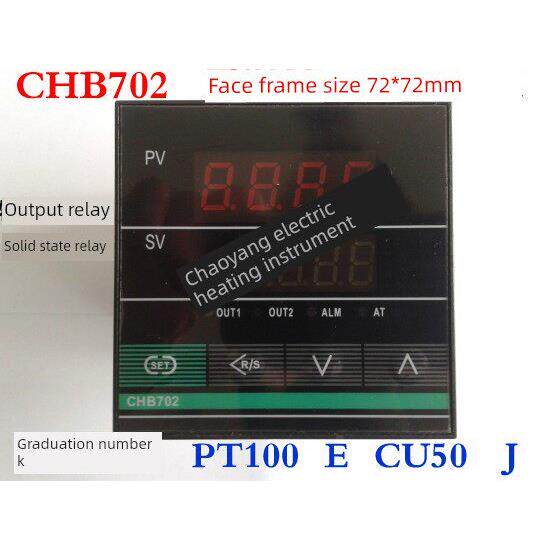 CHB702
Face frame size 72*72mm
PV
Output relay
Solid state relay
SV
Chaoyang electric
heating instrument
OUT1 OUT2 ALM AT
SET R/S
CHB702
Graduation number
k
PT100 E CU50 J